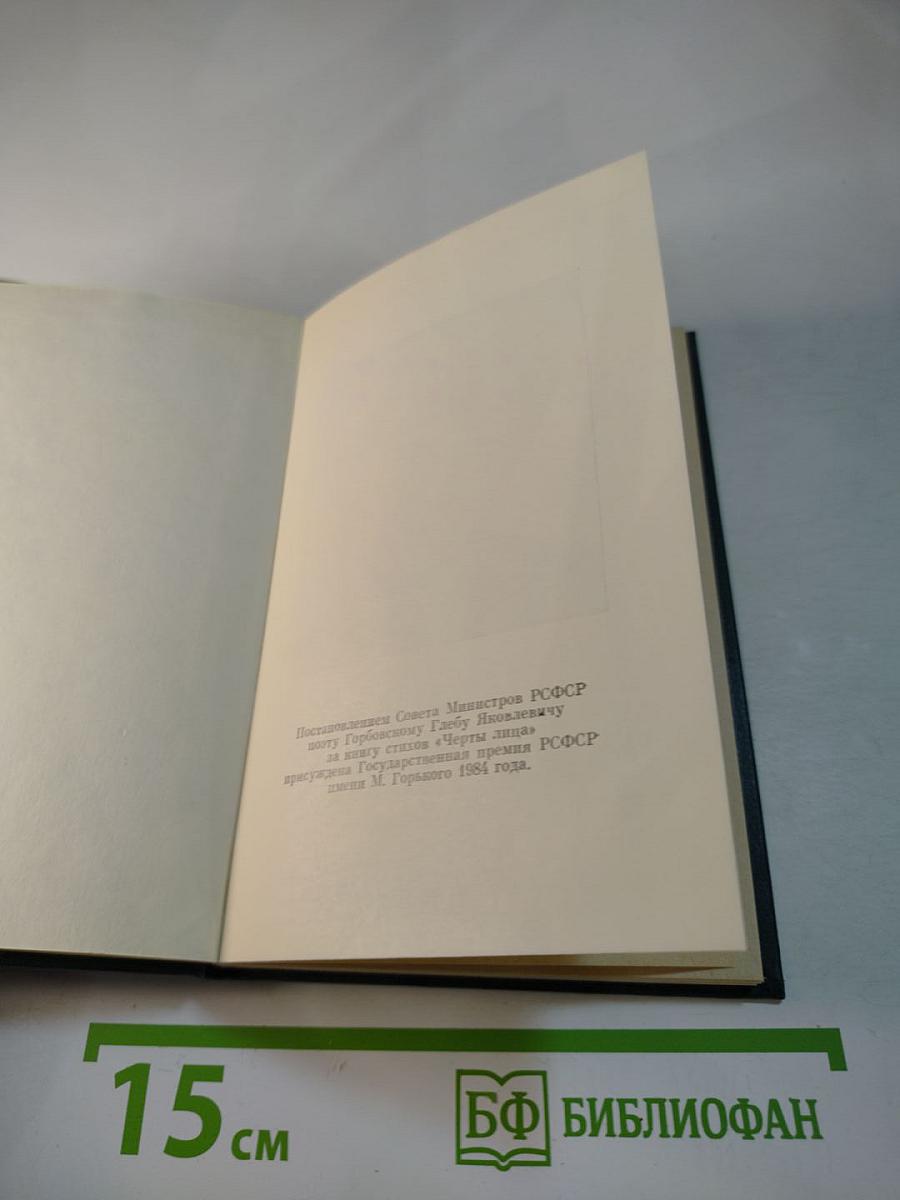 Постановлением Совета Министров РСФСР
поэту Горбовскому Глебу Яковлевичу
за книгу стихов «Черты лица»
присуждена Государственная премия РСФСР
имени М. Горького 1984 года.
15 см
БФ БИБЛИОФАН